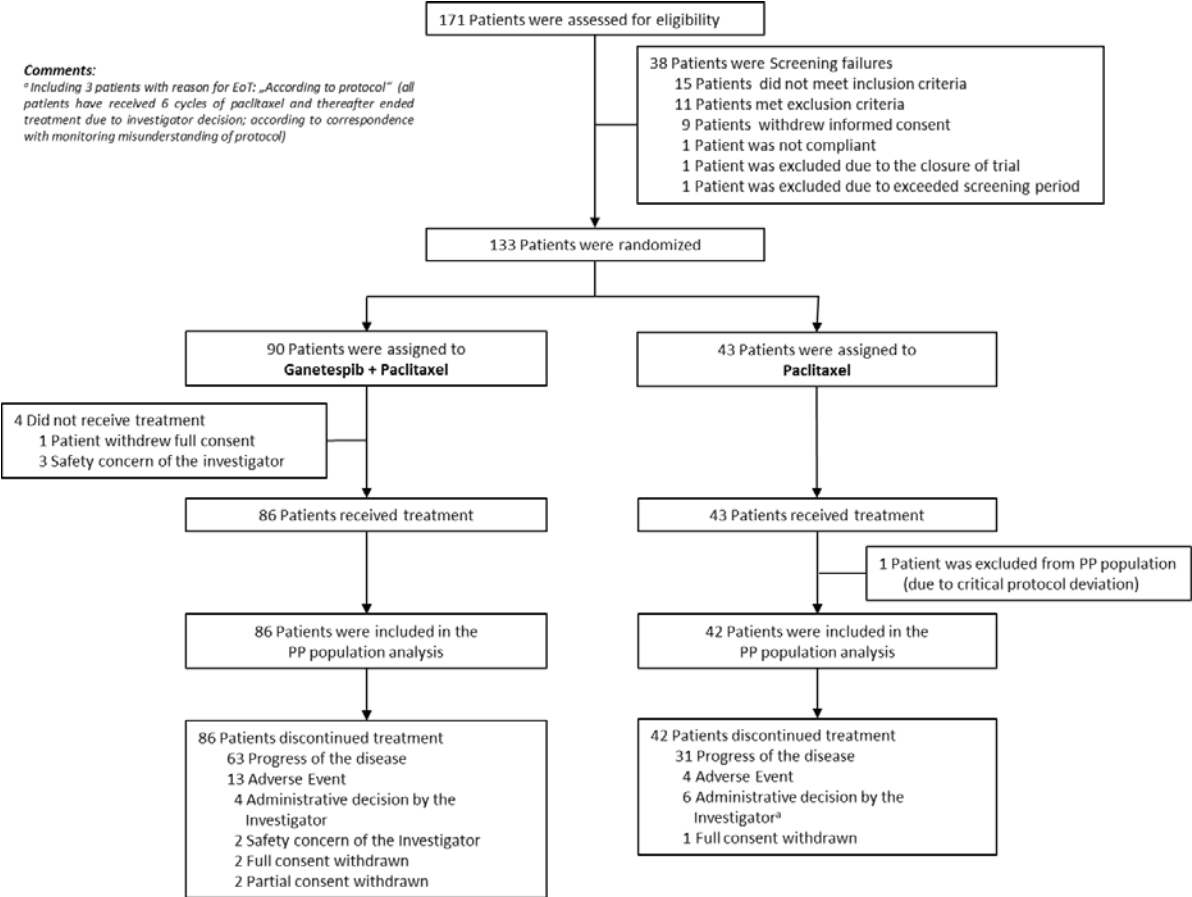 171 Patients were assessed for eligibility
Comments:
a Including 3 patients with reason for EoT: „According to protocol“ (all
patients have received 6 cycles of paclitaxel and thereafter ended
treatment due to investigator decision; according to correspondence
with monitoring misunderstanding of protocol)
38 Patients were Screening failures
15 Patients did not meet inclusion criteria
11 Patients met exclusion criteria
9 Patients withdrew informed consent
1 Patient was not compliant
1 Patient was excluded due to the closure of trial
1 Patient was excluded due to exceeded screening period
133 Patients were randomized
90 Patients were assigned to
Ganetespib + Paclitaxel
43 Patients were assigned to
Paclitaxel
4 Did not receive treatment
1 Patient withdrew full consent
3 Safety concern of the investigator
86 Patients received treatment
43 Patients received treatment
1 Patient was excluded from PP population
(due to critical protocol deviation)
86 Patients were included in the
PP population analysis
42 Patients were included in the
PP population analysis
86 Patients discontinued treatment
63 Progress of the disease
13 Adverse Event
4 Administrative decision by the
Investigator
2 Safety concern of the Investigator
2 Full consent withdrawn
2 Partial consent withdrawn
42 Patients discontinued treatment
31 Progress of the disease
4 Adverse Event
6 Administrative decision by the
Investigatorᵃ
1 Full consent withdrawn